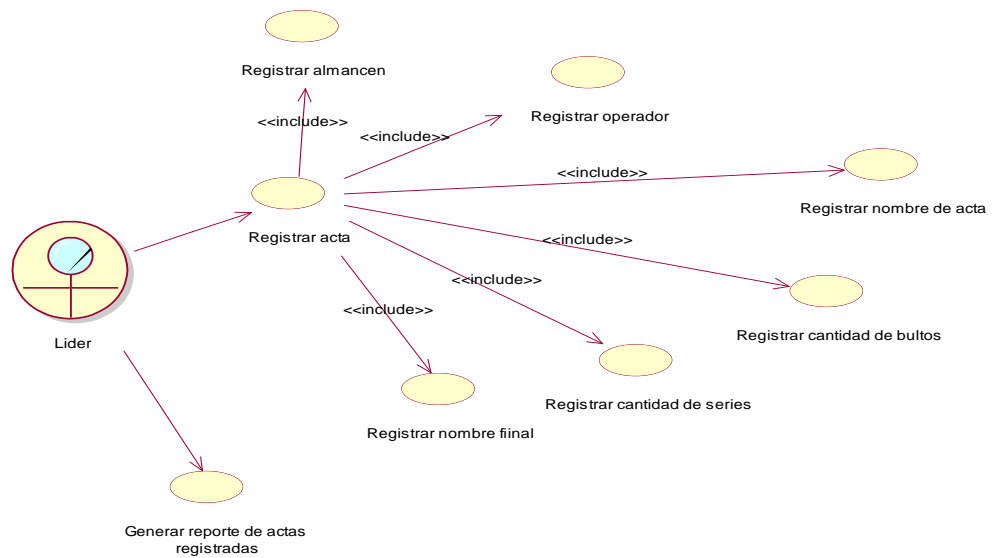 Registrar almancen
<<include>>
Registrar operador
<<include>>
<<include>>
Registrar nombre de acta
Registrar acta
<<include>>
<<include>>
<<include>>
Registrar cantidad de bultos
Lider
Registrar cantidad de series
Registrar nombre fiinal
Generar reporte de actas
registradas